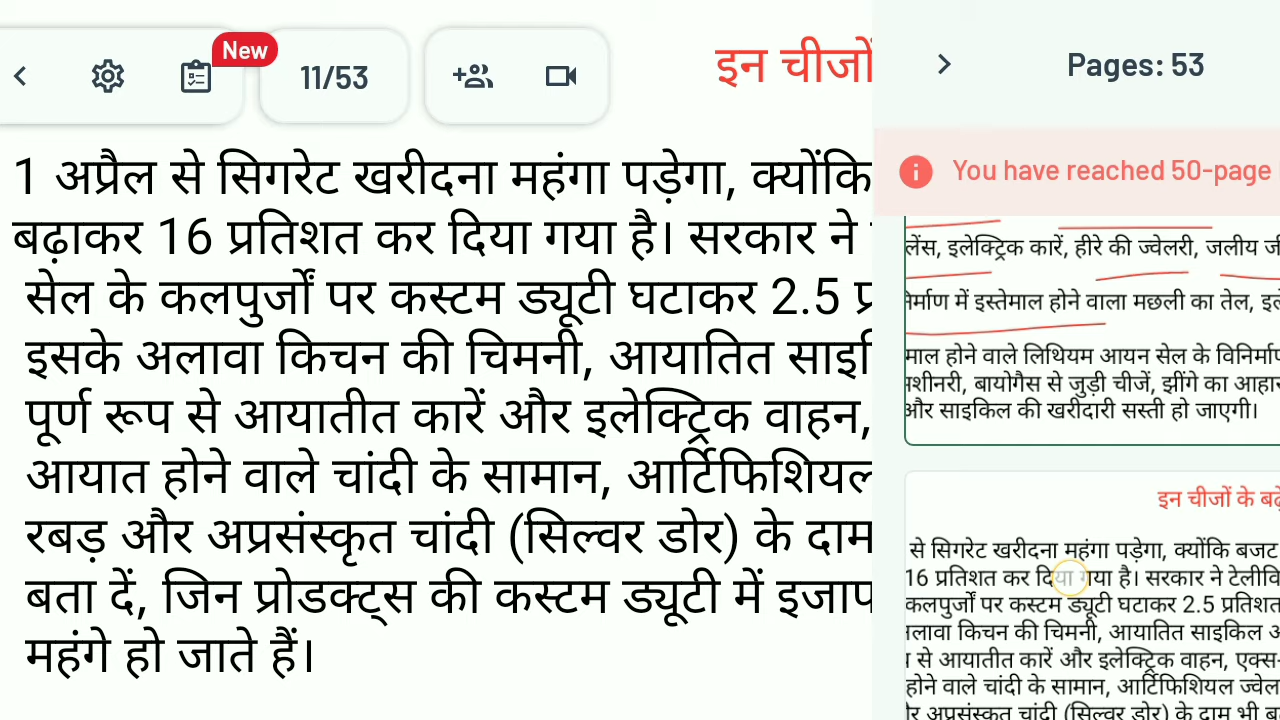 New
11/53
इन चीजों
1 अप्रैल से सिगरेट खरीदना महंगा पड़ेगा, क्योंकि
बढ़ाकर 16 प्रतिशत कर दिया गया है। सरकार ने
सेल के कलपुर्जों पर कस्टम ड्यूटी घटाकर 2.5
इसके अलावा किचन की चिमनी, आयातित
पूर्ण रूप से आयातीत कारें और इलेक्ट्रिक वाहन,
आयात होने वाले चांदी के सामान, आर्टिफिशियल
रबड़ और अप्रसंस्कृत चांदी (सिल्वर डोर) के दाम
बता दें, जिन प्रोडक्ट्स की कस्टम ड्यूटी में
महंगे हो जाते हैं।
Pages: 53
You have reached 50-page
लेंस, इलेक्ट्रिक कारें, हीरे की ज्वेलरी, जलीय
में इस्तेमाल होने वाला मछली का तेल,
होने वाले लिथियम आयन सेल के
बायोगैस से जुड़ी चीजें, झींगे का
और साइकिल की खरीदारी सस्ती हो जाएगी।
इन चीजों के
से सिगरेट खरीदना महंगा पड़ेगा, क्योंकि बजट
16 प्रतिशत कर दिया गया है। सरकार ने
कलपुर्जों पर कस्टम ड्यूटी घटाकर 2.5 प्रतिशत
किचन की चिमनी, आयातित साइकिल
से आयातीत कारें और इलेक्ट्रिक वाहन,
होने वाले चांदी के सामान, आर्टिफिशियल
अप्रसंस्कृत चांदी (सिल्वर डोर) के दाम भी